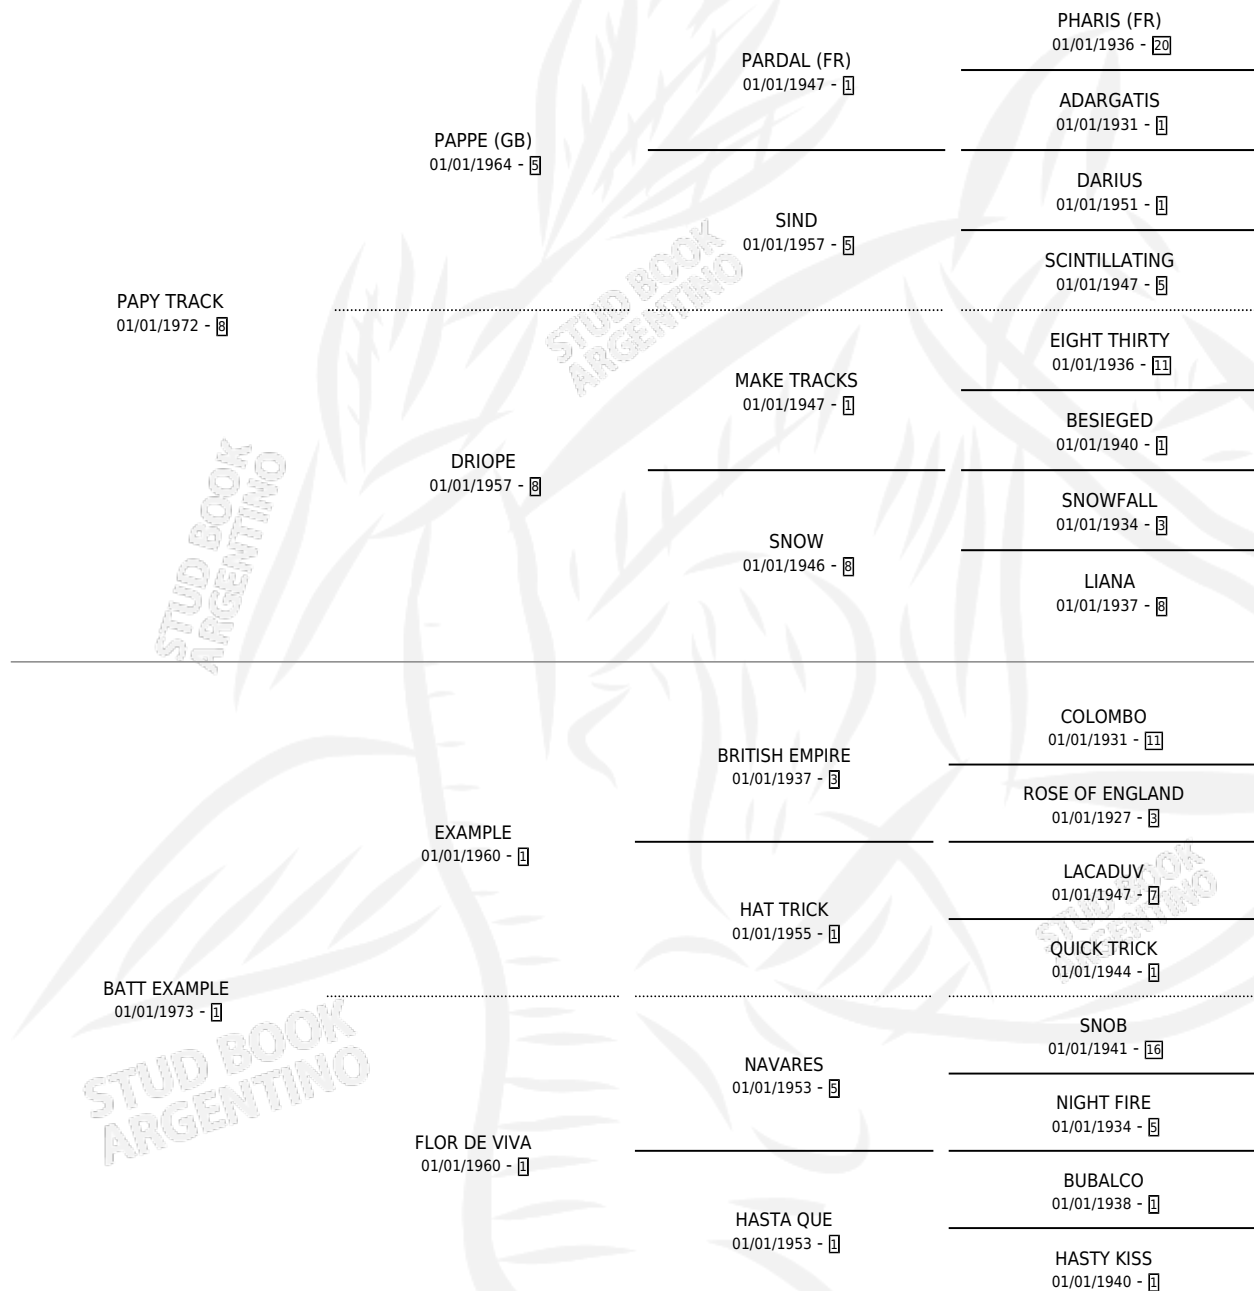 PHARIS (FR)
01/01/1936 - 20
PARDAL (FR)
01/01/1947 - 1
ADARGATIS
01/01/1931 - 1
PAPPE (GB)
01/01/1964 - 5
DARIUS
01/01/1951 - 1
SIND
01/01/1957 - 5
SCINTILLATING
01/01/1947 - 5
STUD BOOK
ARGENTINO
PAPY TRACK
01/01/1972 - 8
EIGHT THIRTY
01/01/1936 - 11
MAKE TRACKS
01/01/1947 - 1
BESIEGED
01/01/1940 - 1
DRIOPE
01/01/1957 - 8
SNOWFALL
01/01/1934 - 3
SNOW
01/01/1946 - 8
LIANA
01/01/1937 - 8
STUD BOOK
ARGENTINO
COLOMBO
01/01/1931 - 11
BRITISH EMPIRE
01/01/1937 - 3
ROSE OF ENGLAND
01/01/1927 - 3
EXAMPLE
01/01/1960 - 1
LACADUV
01/01/1947 - 7
HAT TRICK
01/01/1955 - 1
QUICK TRICK
01/01/1944 - 1
STUD BOOK
ARGENTINO
BATT EXAMPLE
01/01/1973 - 1
SNOB
01/01/1941 - 16
NAVARES
01/01/1953 - 5
NIGHT FIRE
01/01/1934 - 5
STUD BOOK
ARGENTINO
FLOR DE VIVA
01/01/1960 - 1
BUBALCO
01/01/1938 - 1
HASTA QUE
01/01/1953 - 1
HASTY KISS
01/01/1940 - 1